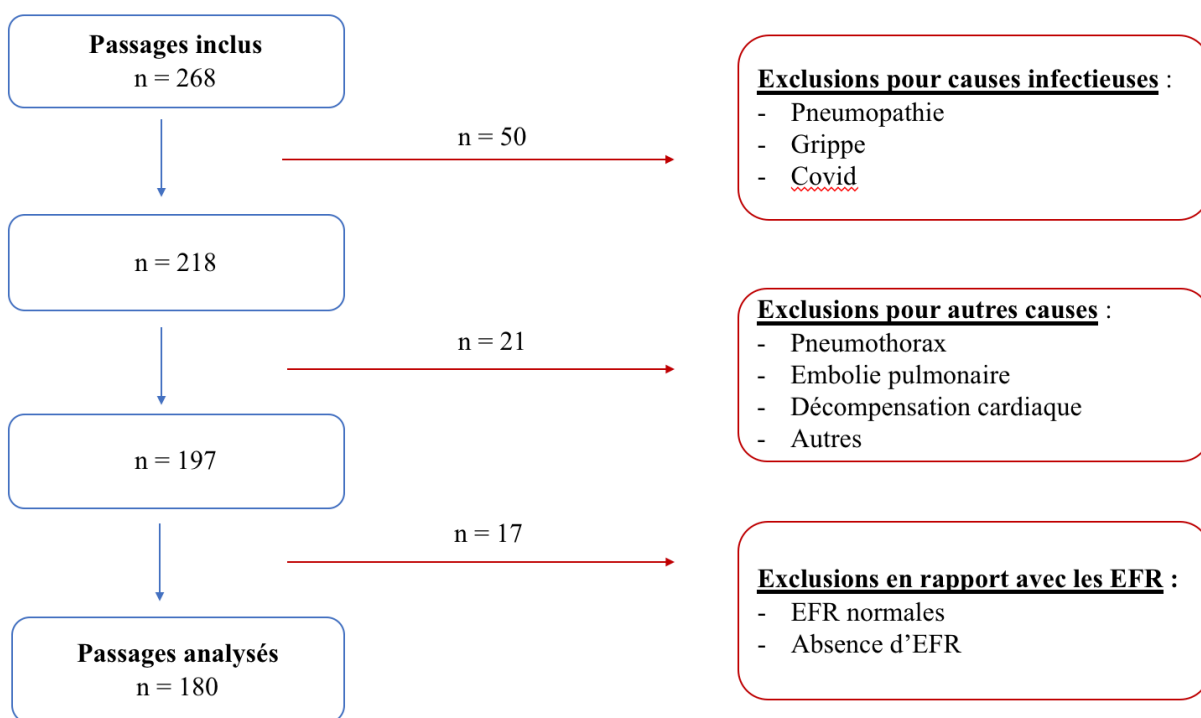 Passages inclus
n = 268
n = 50
Exclusions pour causes infectieuses :
- Pneumopathie
- Grippe
- Covid
n = 218
n = 21
Exclusions pour autres causes :
- Pneumothorax
- Embolie pulmonaire
- Décompensation cardiaque
- Autres
n = 197
n = 17
Exclusions en rapport avec les EFR :
- EFR normales
- Absence d’EFR
Passages analysés
n = 180